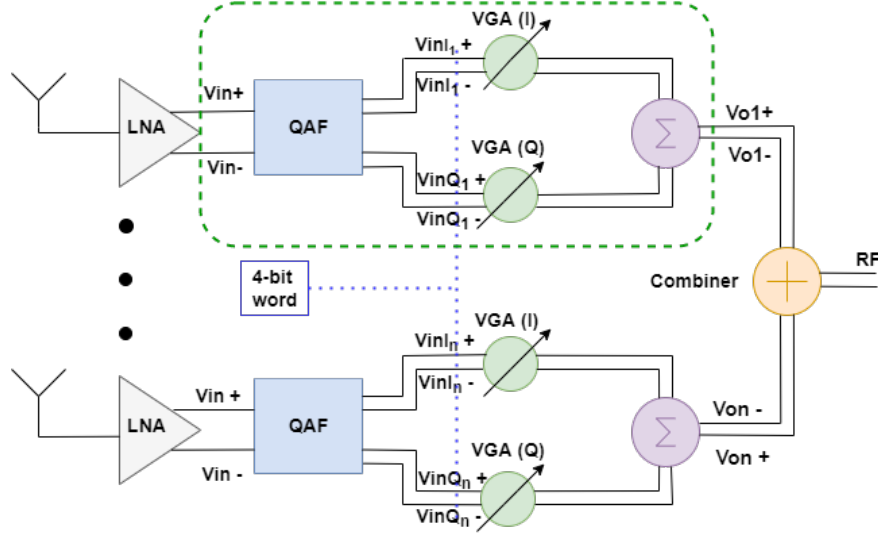 VGA (I)
VinI1 +
VinI1 -
Vin+
LNA
QAF
Vin-
VGA (Q)
VinQ1 +
VinQ1 -
Σ
Vo1+
Vo1-
4-bit
word
Combiner
RF
VGA (I)
VinIn +
VinIn -
Vin +
LNA
QAF
Vin -
VGA (Q)
VinQn +
VinQn -
Σ
Von -
Von +